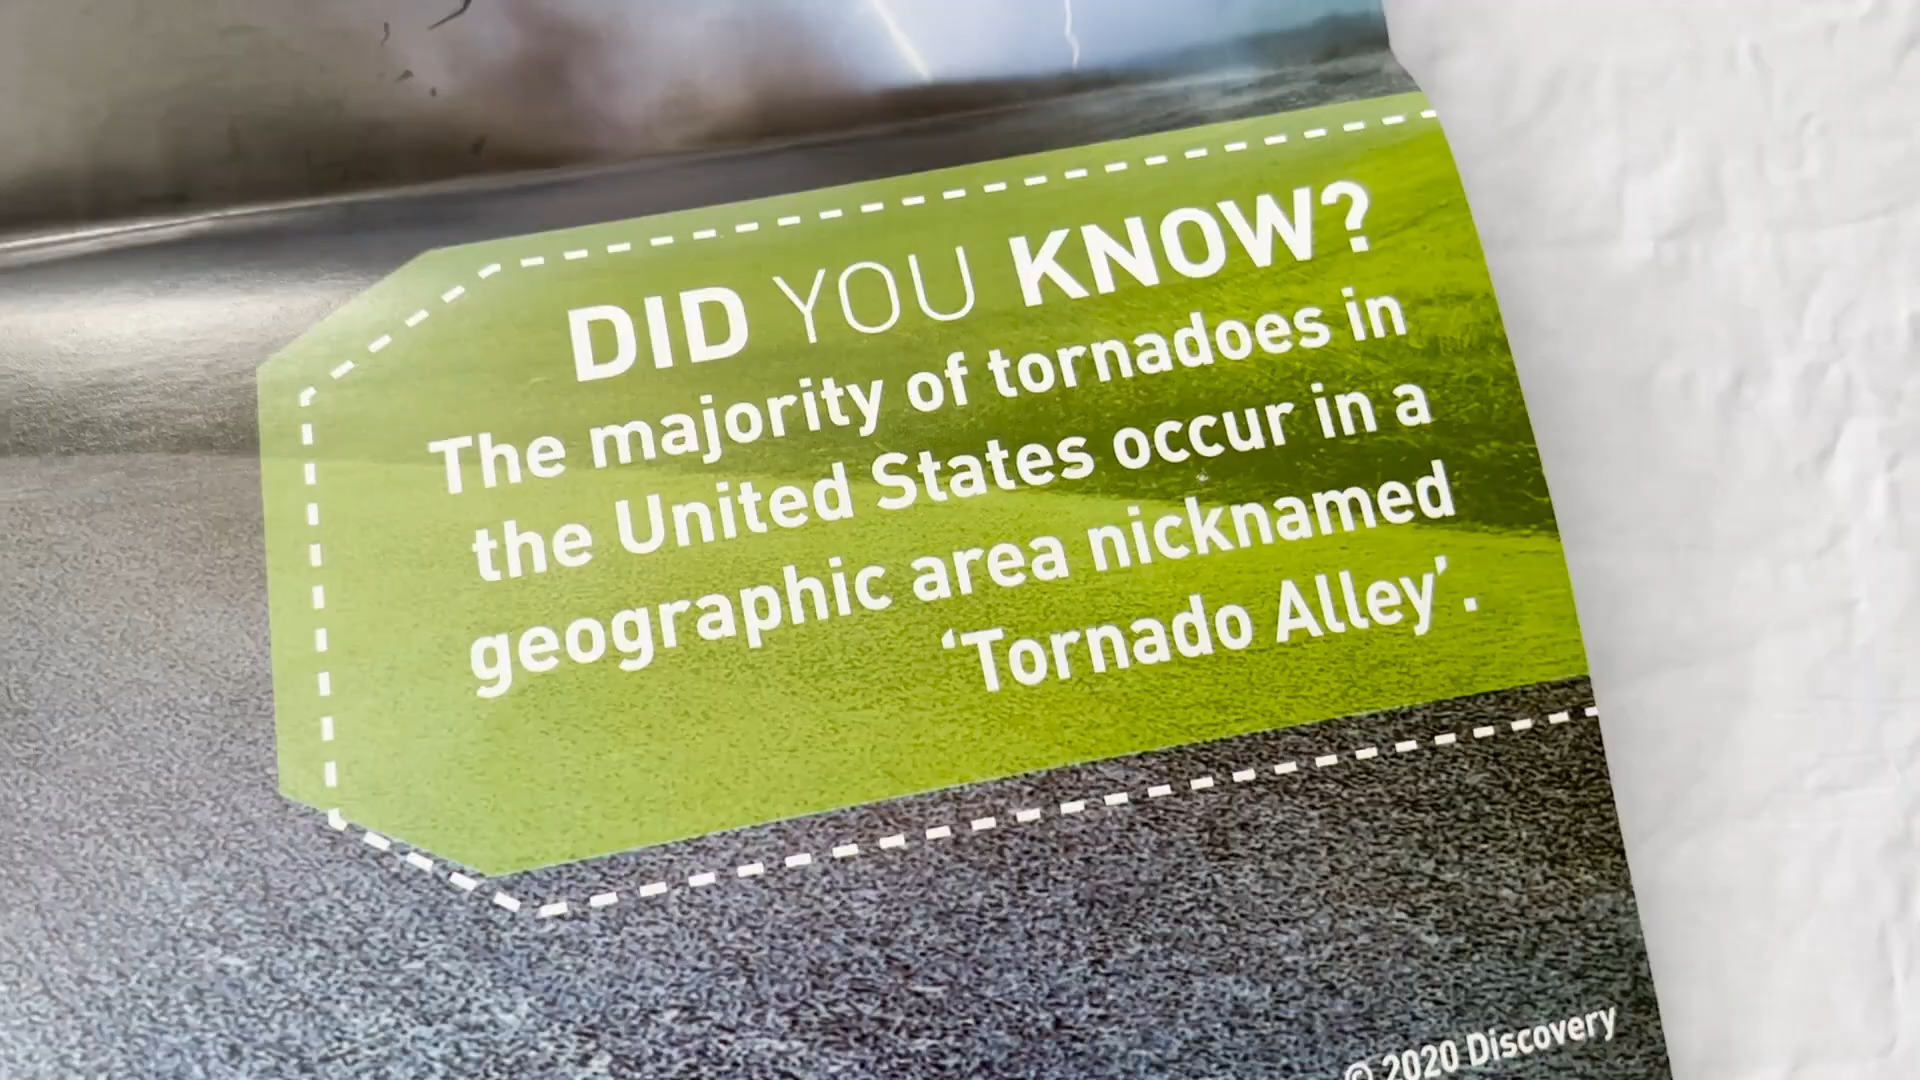 DID YOU KNOW?
The majority of tornadoes in
the United States occur in a
geographic area nicknamed
‘Tornado Alley’.
© 2020 Discovery